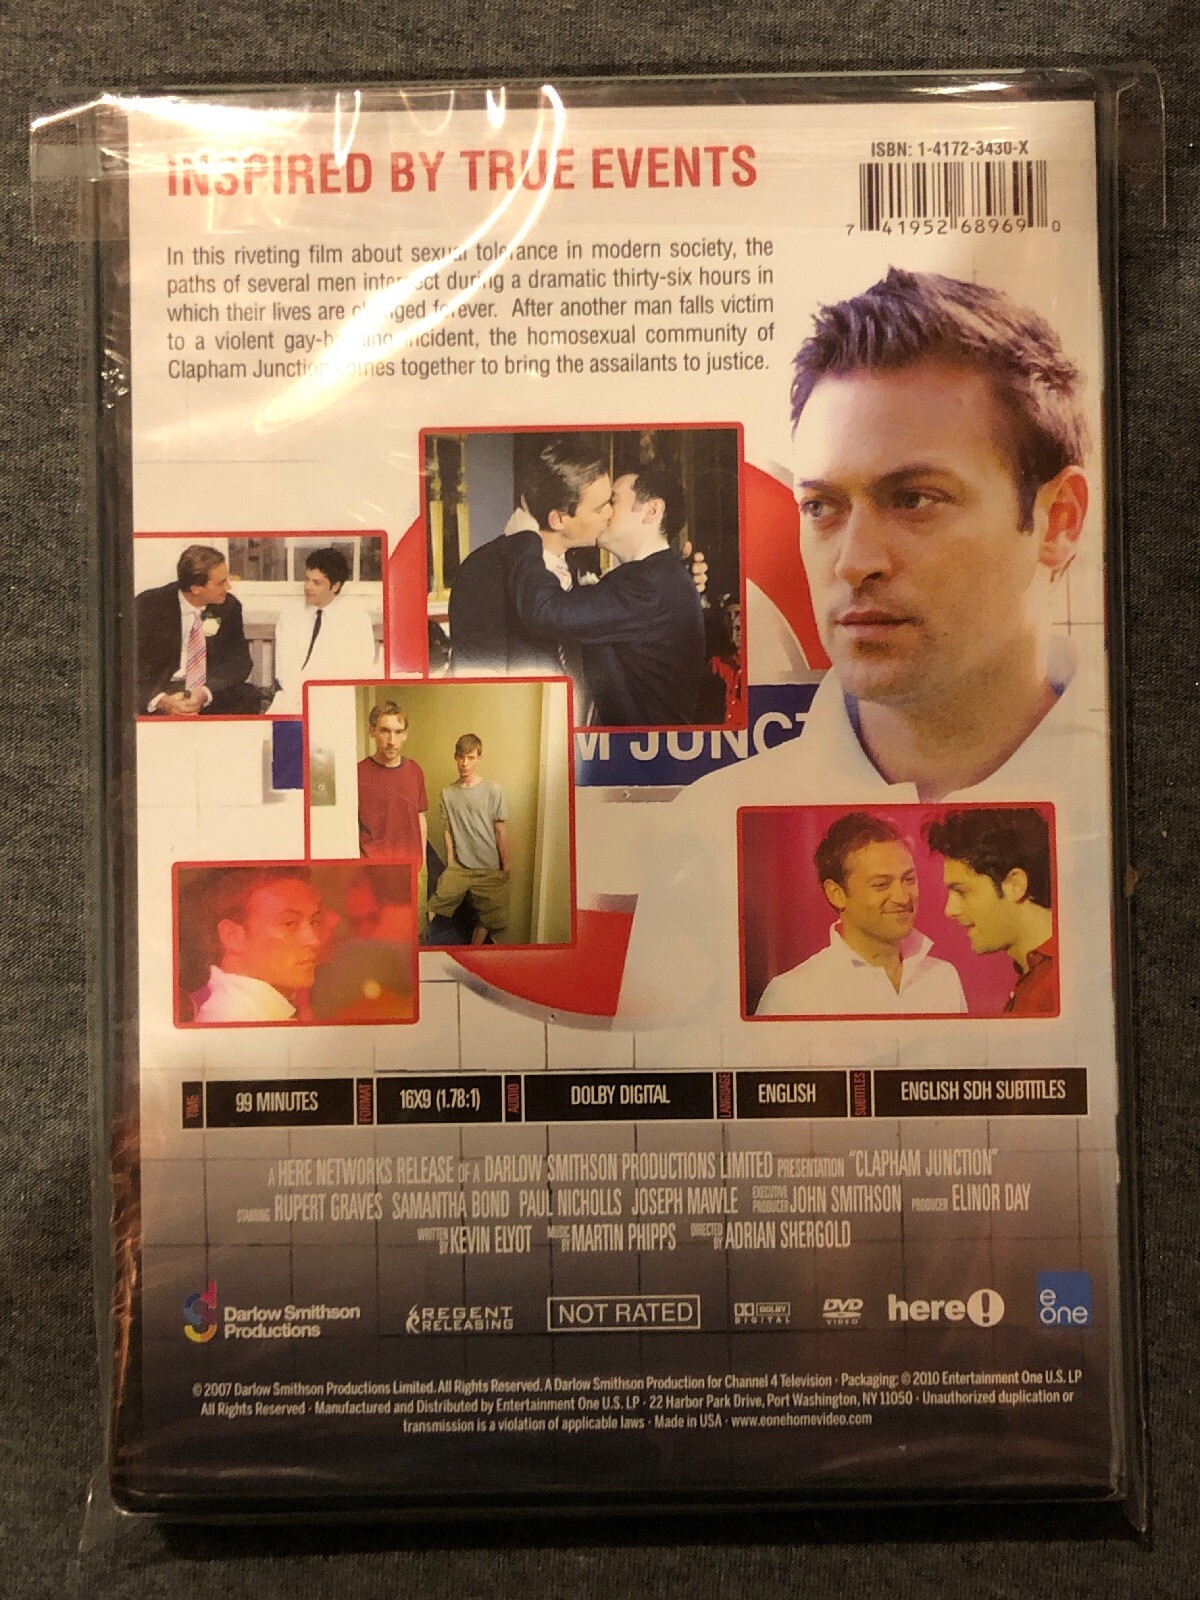 INSPIRED BY TRUE EVENTS
ISBN: 1-4172-3430-X
7 41952 68969 0
In this riveting film about sexual tolerance in modern society, the
paths of several men intersect during a dramatic thirty-six hours in
which their lives are changed forever. After another man falls victim
to a violent gay-bashing incident, the homosexual community of
Clapham Junction comes together to bring the assailants to justice.
M JUNCT
TIME 99 MINUTES FORMAT 16X9 (1.78:1) AUDIO DOLBY DIGITAL LANGUAGE ENGLISH SUBTITLES ENGLISH SDH SUBTITLES
A HERE NETWORKS RELEASE OF A DARLOW SMITHSON PRODUCTIONS LIMITED PRESENTATION "CLAPHAM JUNCTION"
STARRING RUPERT GRAVES SAMANTHA BOND PAUL NICHOLLS JOSEPH MAWLE EXECUTIVE PRODUCER JOHN SMITHSON PRODUCER ELINOR DAY
WRITTEN BY KEVIN ELYOT MUSIC BY MARTIN PHIPPS DIRECTED BY ADRIAN SHERGOLD
Darlow Smithson
Productions
REGENT
RELEASING
NOT RATED
DOLBY
DIGITAL
DVD
VIDEO
here!
e
one
© 2007 Darlow Smithson Productions Limited. All Rights Reserved. A Darlow Smithson Production for Channel 4 Television · Packaging: © 2010 Entertainment One U.S. LP
All Rights Reserved · Manufactured and Distributed by Entertainment One U.S. LP · 22 Harbor Park Drive, Port Washington, NY 11050 · Unauthorized duplication or
transmission is a violation of applicable laws · Made in USA · www.eonehomevideo.com